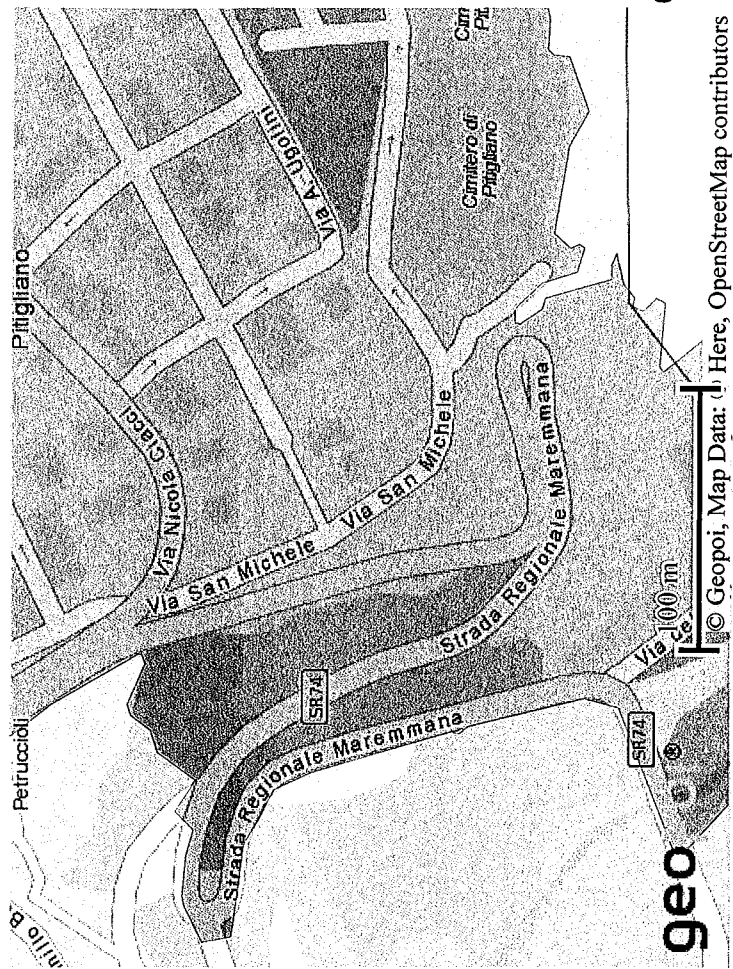 Pitigliano
Petruccioli
Via A. Ugolini
Cimitero di
Pitigliano
Via Nicola Ciacci
Via San Michele
Via San Michele
Strada Regionale Maremmana
SR74
Strada Regionale Maremmana
SR74
100 m
geo
®
© Geopoi, Map Data: © Here, OpenStreetMap contributors